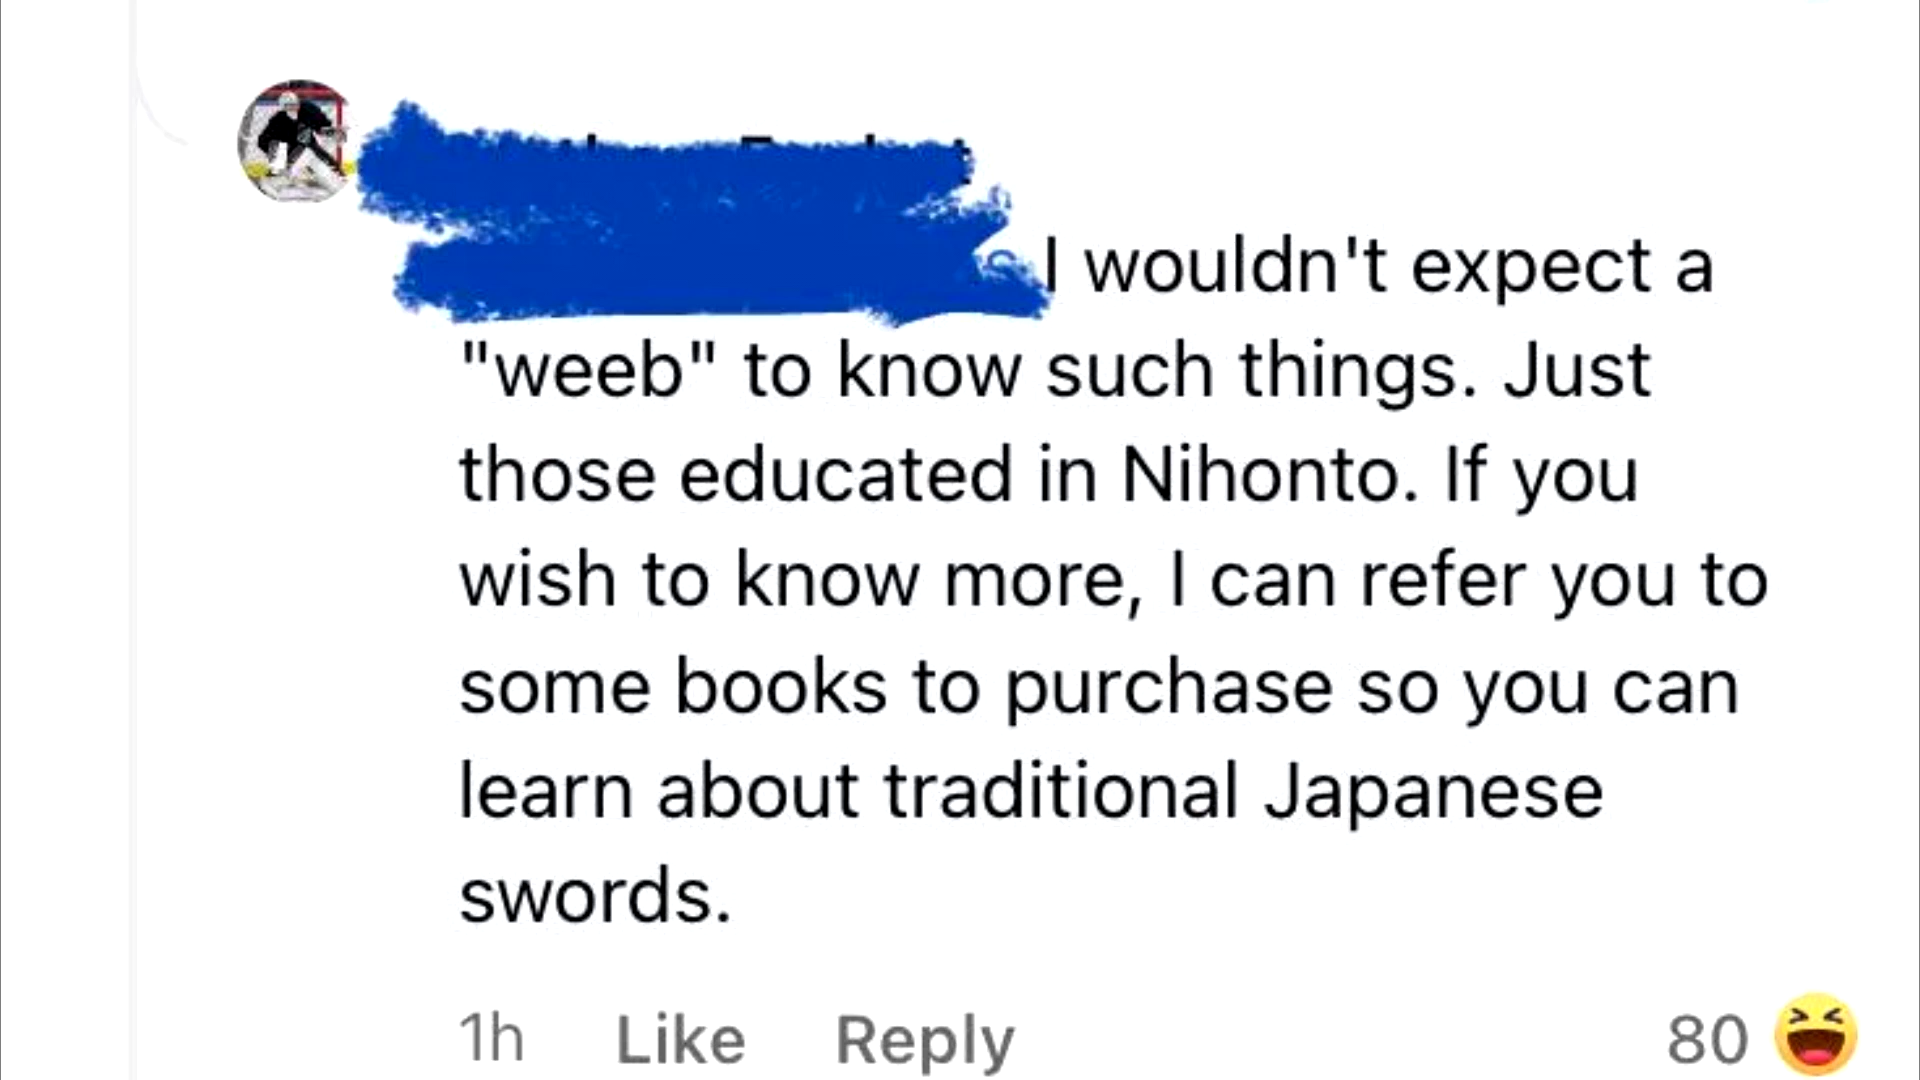 I wouldn't expect a
"weeb" to know such things. Just
those educated in Nihonto. If you
wish to know more, I can refer you to
some books to purchase so you can
learn about traditional Japanese
swords.
1h Like Reply 80